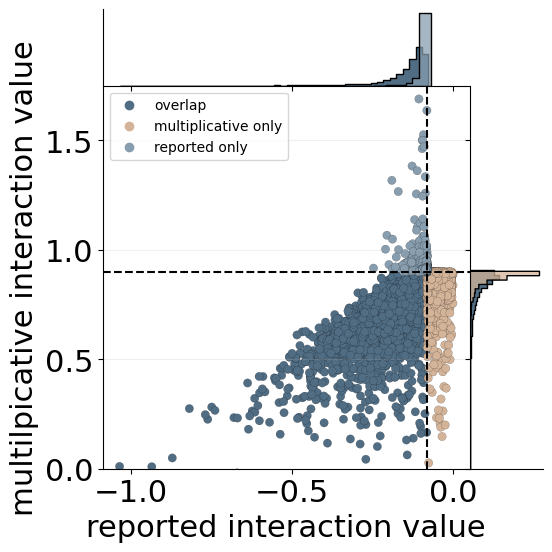 overlap
multiplicative only
reported only
multilpicative interaction value
1.5
1.0
0.5
0.0
−1.0
−0.5
0.0
reported interaction value